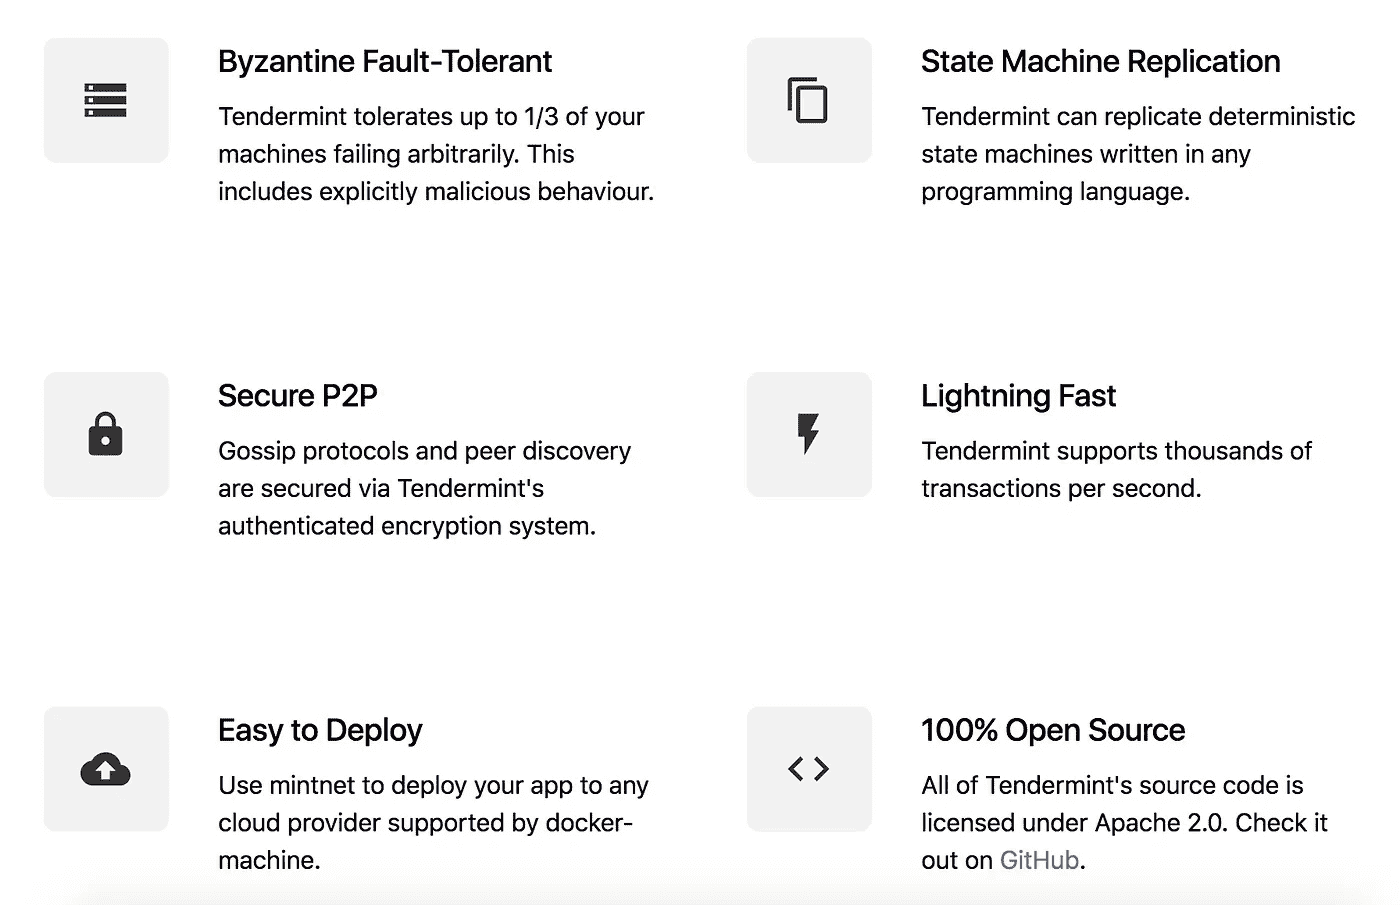 Byzantine Fault-Tolerant
Tendermint tolerates up to 1/3 of your
machines failing arbitrarily. This
includes explicitly malicious behaviour.
State Machine Replication
Tendermint can replicate deterministic
state machines written in any
programming language.
Secure P2P
Gossip protocols and peer discovery
are secured via Tendermint's
authenticated encryption system.
Lightning Fast
Tendermint supports thousands of
transactions per second.
Easy to Deploy
Use mintnet to deploy your app to any
cloud provider supported by docker-
machine.
100% Open Source
All of Tendermint's source code is
licensed under Apache 2.0. Check it
out on GitHub.